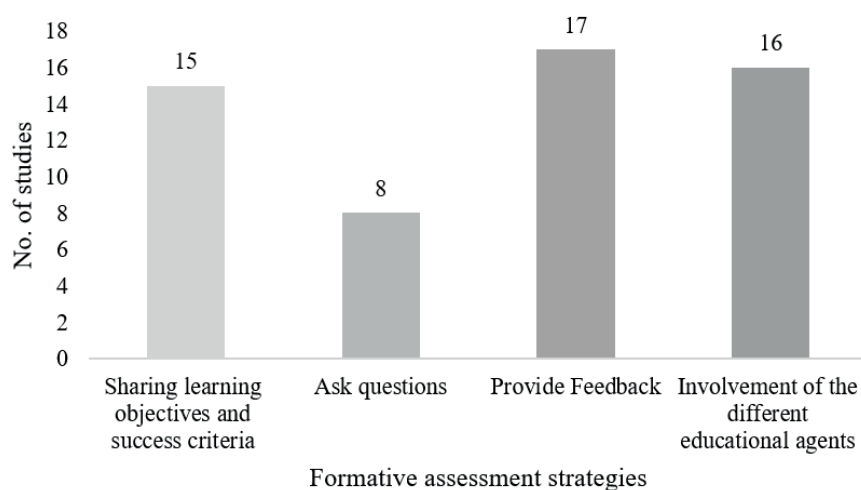 No. of studies
18
16
14
12
10
8
6
4
2
0
15
8
17
16
Sharing learning
objectives and
success criteria
Ask questions
Provide Feedback
Involvement of the
different
educational agents
Formative assessment strategies